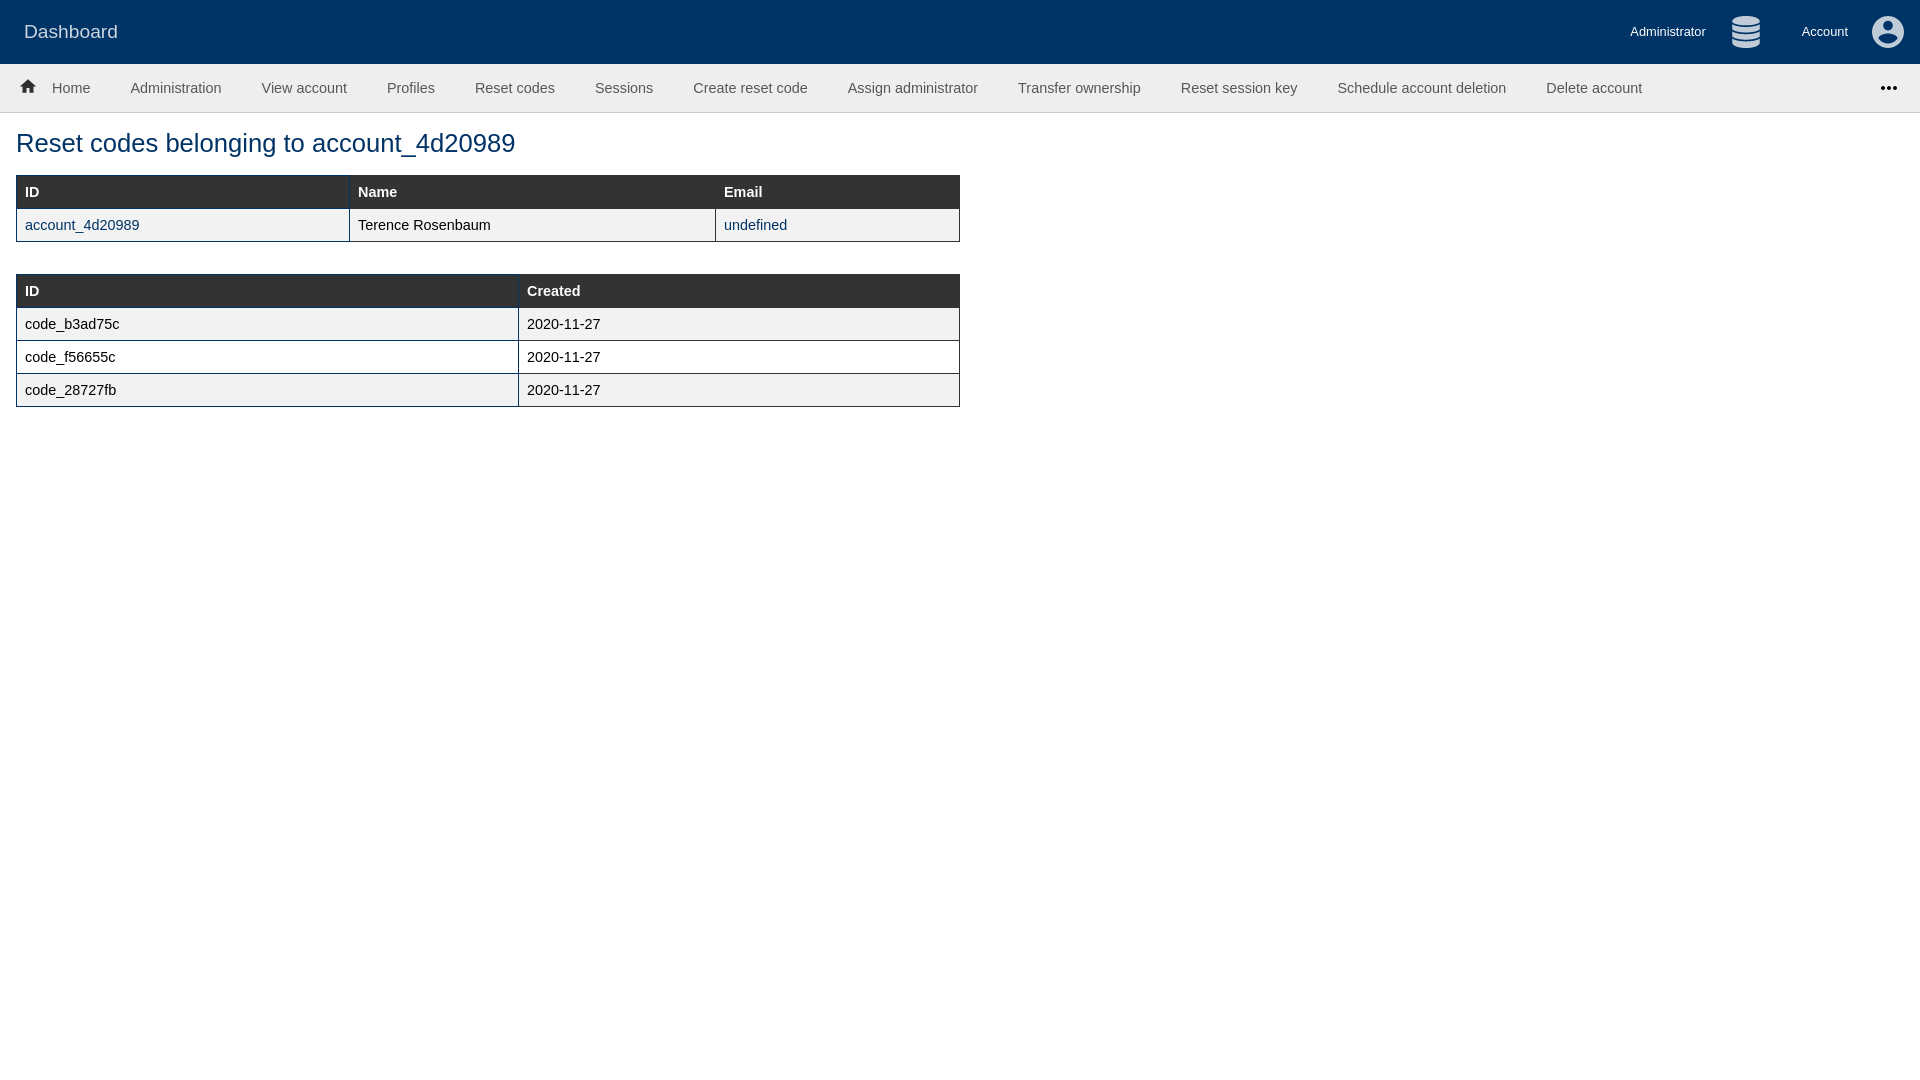 Dashboard
Administrator
Account
Home Administration View account Profiles Reset codes Sessions Create reset code Assign administrator Transfer ownership Reset session key Schedule account deletion Delete account
Reset codes belonging to account_4d20989
ID Name Email
account_4d20989 Terence Rosenbaum undefined
ID Created
code_b3ad75c 2020-11-27
code_f56655c 2020-11-27
code_28727fb 2020-11-27